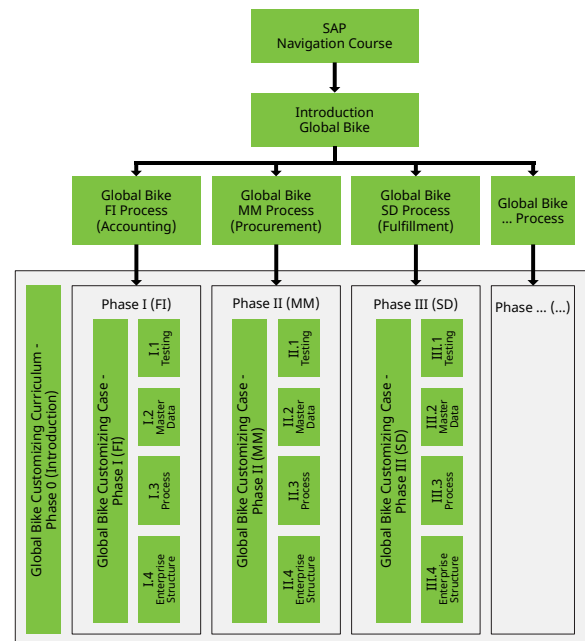 SAP
Navigation Course
Introduction
Global Bike
Global Bike
FI Process
(Accounting)
Global Bike
MM Process
(Procurement)
Global Bike
SD Process
(Fulfillment)
Global Bike
... Process
Global Bike Customizing Curriculum -
Phase 0 (Introduction)
Phase I (FI)
Global Bike Customizing Case -
Phase I (FI)
I.1
Testing
I.2
Master
Data
I.3
Process
I.4
Enterprise
Structure
Phase II (MM)
Global Bike Customizing Case -
Phase II (MM)
II.1
Testing
II.2
Master
Data
II.3
Process
II.4
Enterprise
Structure
Phase III (SD)
Global Bike Customizing Case -
Phase III (SD)
III.1
Testing
III.2
Master
Data
III.3
Process
III.4
Enterprise
Structure
Phase ... (...)